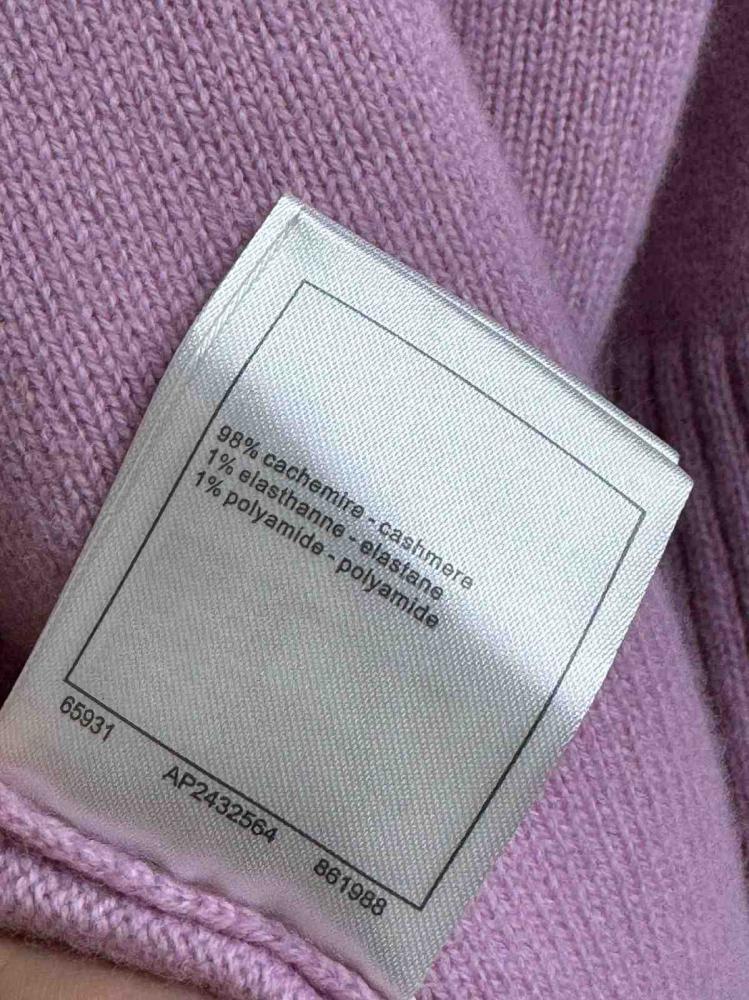 98% cachemire - cashmere
1% elasthanne - elastane
1% polyamide - polyamide
65931
AP2432564
861988